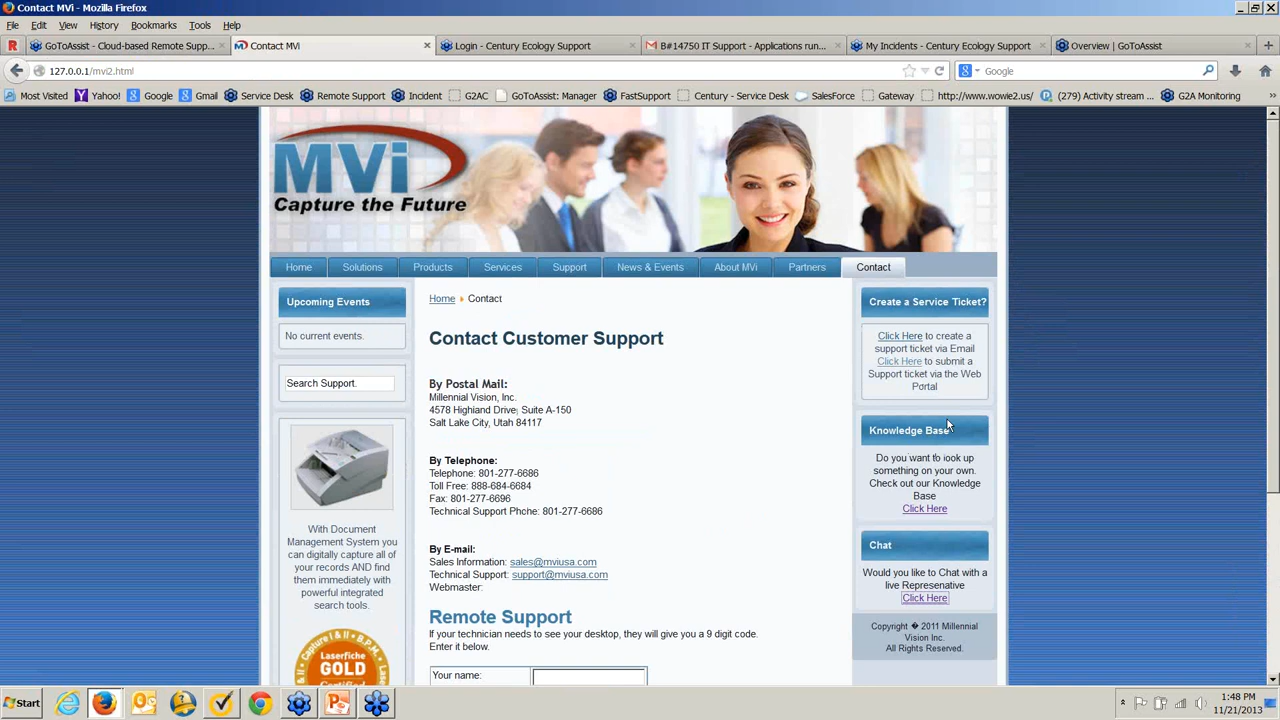 Contact MVi - Mozilla Firefox
File Edit View History Bookmarks Tools Help
GoToAssist - Cloud-based Remote Supp... Contact MVi Login - Century Ecology Support B#14750 IT Support - Applications run... My Incidents - Century Ecology Support Overview | GoToAssist
127.0.0.1/mvi2.html Google
Most Visited Yahoo! Google Gmail Service Desk Remote Support Incident G2AC GoToAssist: Manager FastSupport Century - Service Desk SalesForce Gateway http://www.wowie2.us/ (279) Activity stream ... G2A Monitoring
MVi
Capture the Future
Home Solutions Products Services Support News & Events About MVi Partners Contact
Upcoming Events
No current events.
Search Support.
With Document
Management System you
can digitally capture all of
your records AND find
them immediately with
powerful integrated
search tools.
Capture I & II • B.P.M.
Laserfiche
GOLD
Certified
Home Contact
Contact Customer Support
By Postal Mail:
Millennial Vision, Inc.
4578 Highland Drive, Suite A-150
Salt Lake City, Utah 84117
By Telephone:
Telephone: 801-277-6686
Toll Free: 888-684-6684
Fax: 801-277-6696
Technical Support Phche: 801-277-6686
By E-mail:
Sales Information: sales@mviusa.com
Technical Support: support@mviusa.com
Webmaster:
Remote Support
If your technician needs to see your desktop, they will give you a 9 digit code.
Enter it below.
Your name:
Create a Service Ticket?
Click Here to create a
support ticket via Email
Click Here to submit a
Support ticket via the Web
Portal
Knowledge Base
Do you want to look up
something on your own.
Check out our Knowledge
Base
Click Here
Chat
Would you like to Chat with a
live Represenative
Click Here
Copyright � 2011 Millennial
Vision Inc.
All Rights Reserved.
Start
1:48 PM
11/21/2013